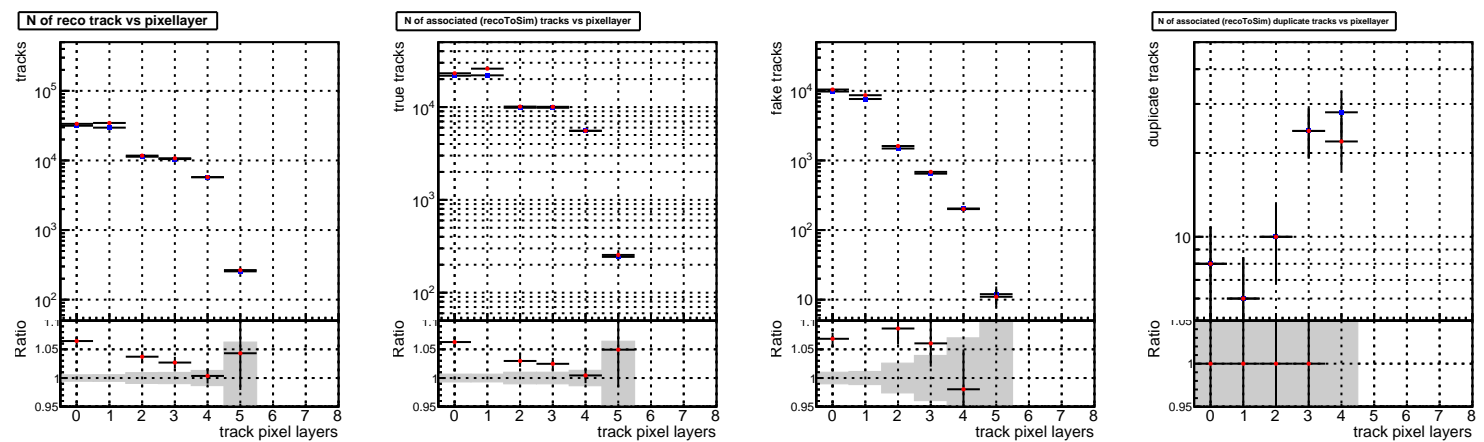 N of reco track vs pixellayer
tracks
10^5
10^4
10^3
10^2
Ratio
1.1
1.05
1
0.95
0 1 2 3 4 5 6 7 8
track pixel layers
N of associated (recoToSim) tracks vs pixellayer
true tracks
10^4
10^3
10^2
Ratio
1.1
1.05
1
0.95
0 1 2 3 4 5 6 7 8
track pixel layers
fake tracks
10^4
10^3
10^2
10
Ratio
1.1
1.05
1
0.95
0 1 2 3 4 5 6 7 8
track pixel layers
N of associated (recoToSim) duplicate tracks vs pixellayer
duplicate tracks
10
Ratio
1.05
1
0.95
0 1 2 3 4 5 6 7 8
track pixel layers